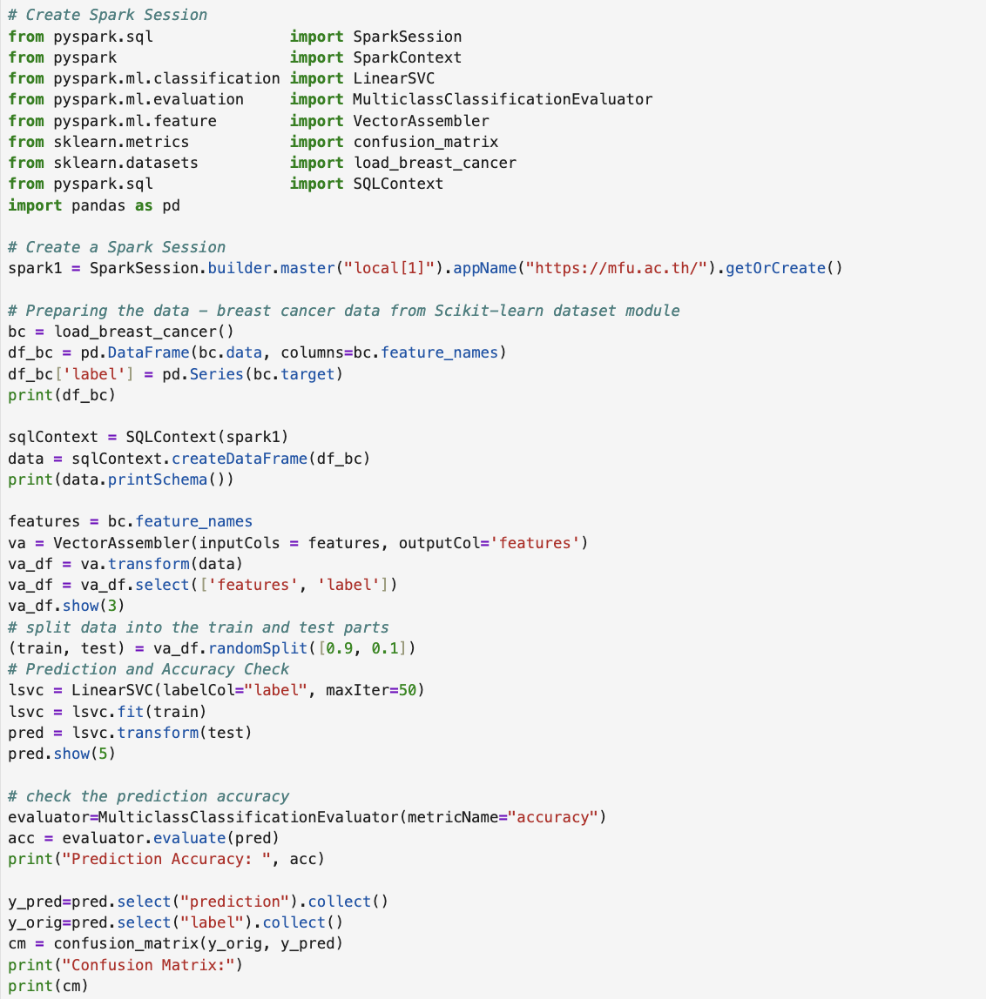 # Create Spark Session
from pyspark.sql import SparkSession
from pyspark import SparkContext
from pyspark.ml.classification import LinearSVC
from pyspark.ml.evaluation import MulticlassClassificationEvaluator
from pyspark.ml.feature import VectorAssembler
from sklearn.metrics import confusion_matrix
from sklearn.datasets import load_breast_cancer
from pyspark.sql import SQLContext
import pandas as pd

# Create a Spark Session
spark1 = SparkSession.builder.master("local[1]").appName("https://mfu.ac.th/").getOrCreate()

# Preparing the data – breast cancer data from Scikit-learn dataset module
bc = load_breast_cancer()
df_bc = pd.DataFrame(bc.data, columns=bc.feature_names)
df_bc['label'] = pd.Series(bc.target)
print(df_bc)

sqlContext = SQLContext(spark1)
data = sqlContext.createDataFrame(df_bc)
print(data.printSchema())

features = bc.feature_names
va = VectorAssembler(inputCols = features, outputCol='features')
va_df = va.transform(data)
va_df = va_df.select(['features', 'label'])
va_df.show(3)
# split data into the train and test parts
(train, test) = va_df.randomSplit([0.9, 0.1])
# Prediction and Accuracy Check
lsvc = LinearSVC(labelCol="label", maxIter=50)
lsvc = lsvc.fit(train)
pred = lsvc.transform(test)
pred.show(5)

# check the prediction accuracy
evaluator=MulticlassClassificationEvaluator(metricName="accuracy")
acc = evaluator.evaluate(pred)
print("Prediction Accuracy: ", acc)

y_pred=pred.select("prediction").collect()
y_orig=pred.select("label").collect()
cm = confusion_matrix(y_orig, y_pred)
print("Confusion Matrix:")
print(cm)